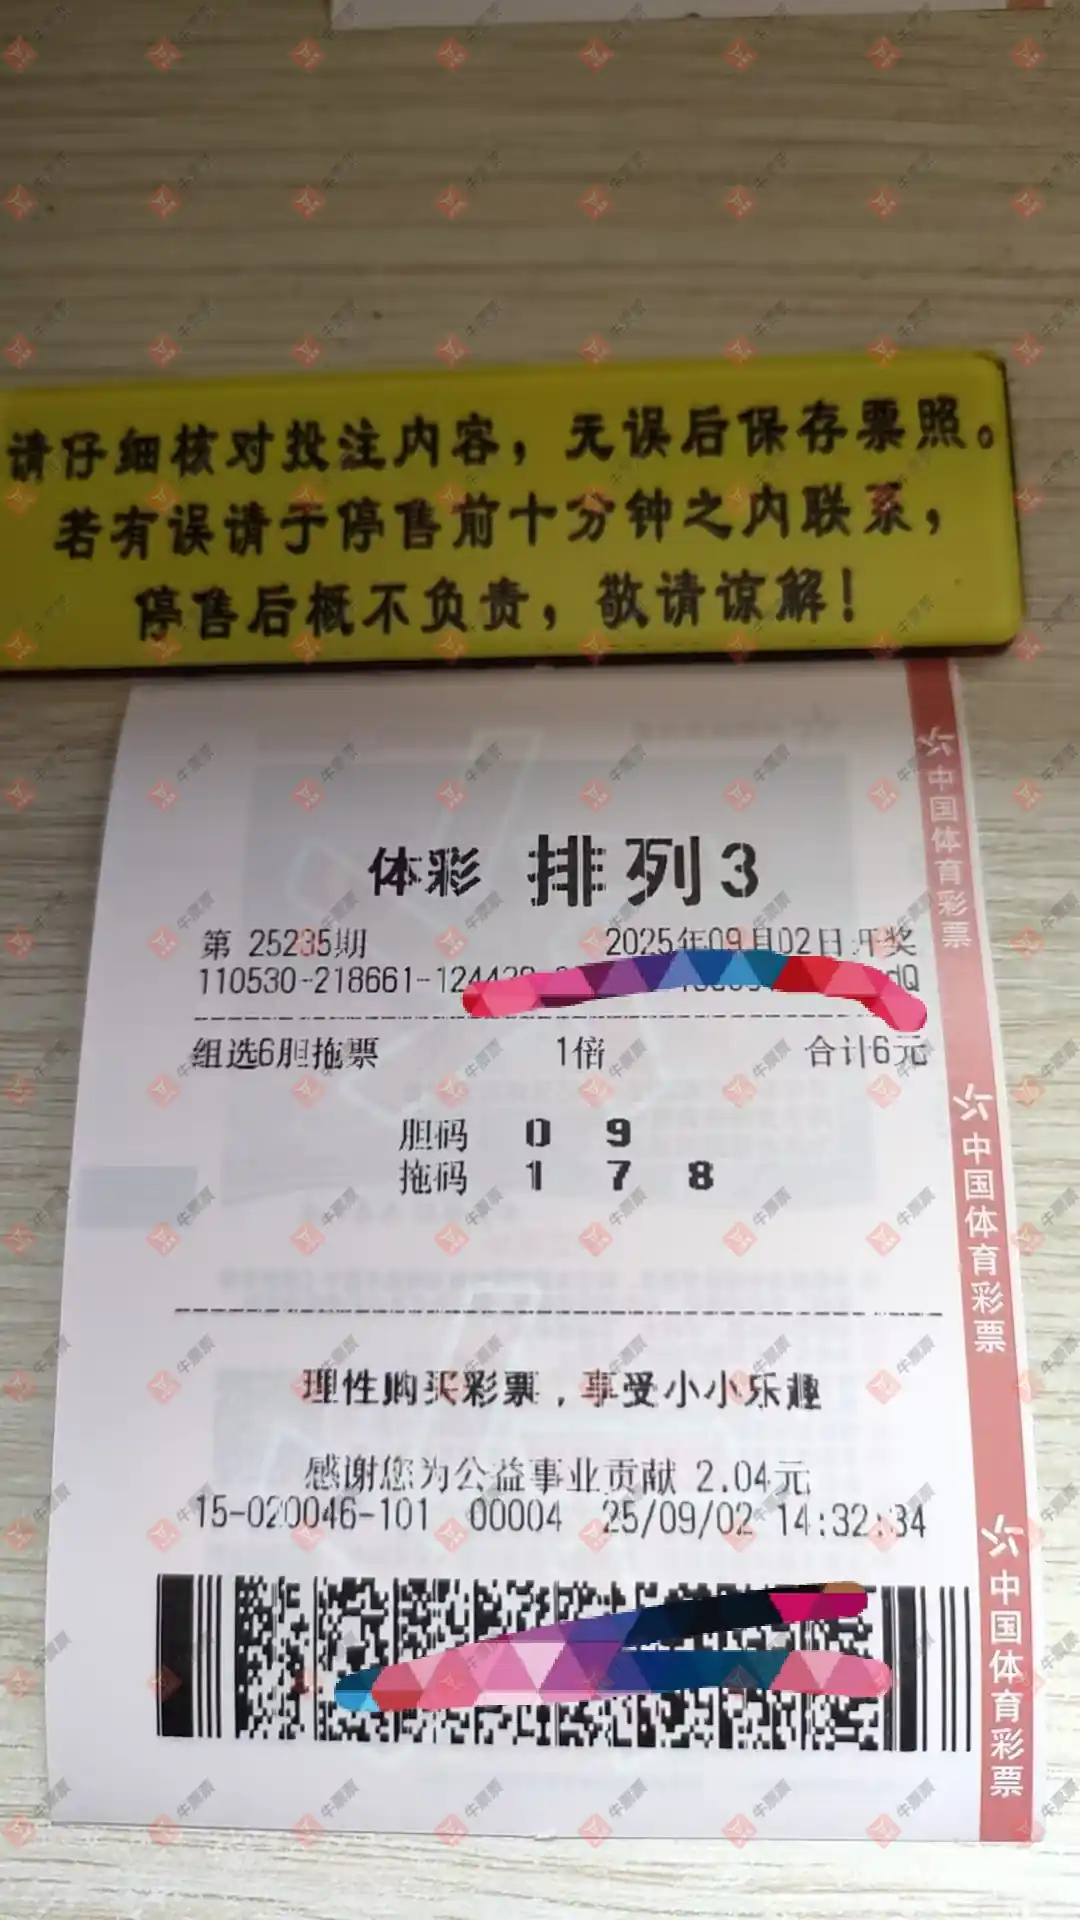 请仔细核对投注内容，无误后保存票照。
若有误请于停售前十分钟之内联系，
停售后概不负责，敬请谅解！
体彩 排列3
第 25235期 2025年09月02日开奖
110530-218661-124429 dQ
组选6胆拖票 1倍 合计6元
胆码 0 9
拖码 1 7 8
理性购买彩票，享受小小乐趣
感谢您为公益事业贡献 2.04元
15-020046-101 00004 25/09/02 14:32:34
中国体育彩票
中国体育彩票
中国体育彩票
牛票票